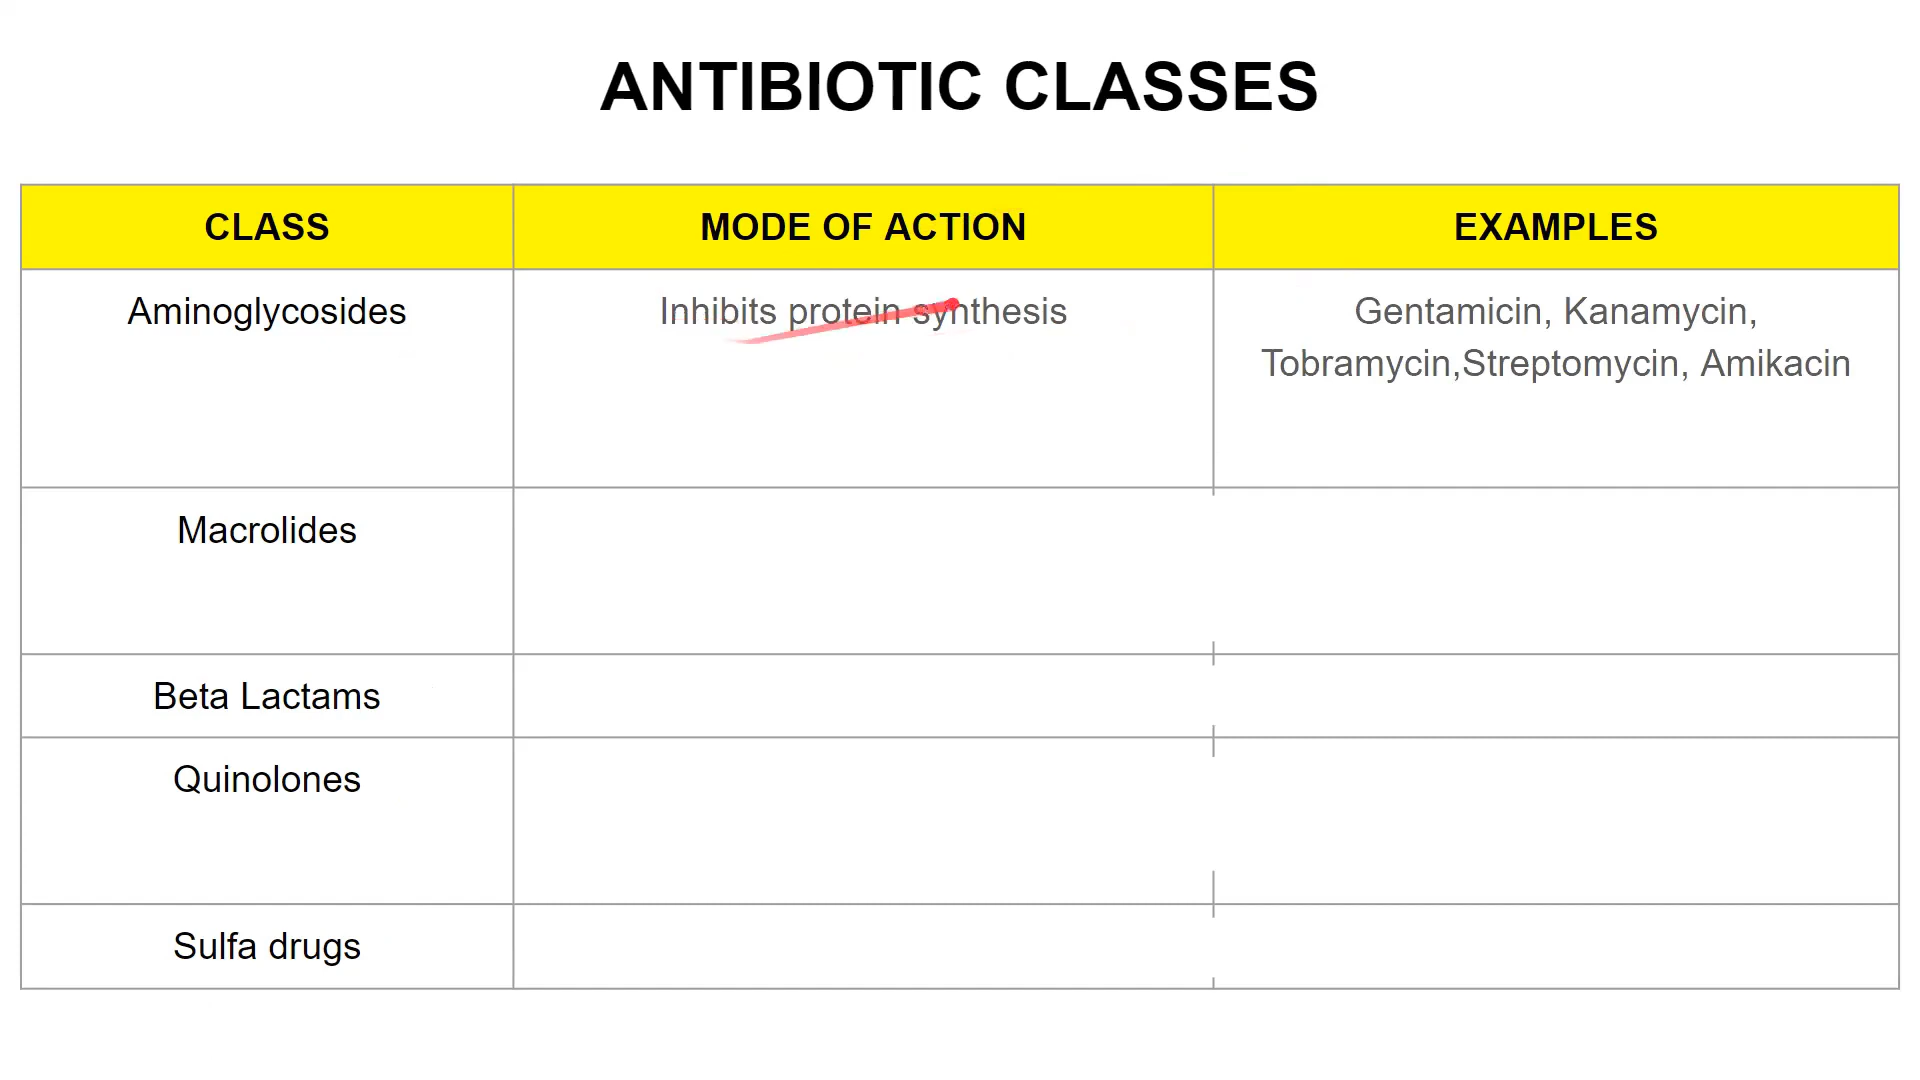 ANTIBIOTIC CLASSES
CLASS
MODE OF ACTION
EXAMPLES
Aminoglycosides
Inhibits protein synthesis
Gentamicin, Kanamycin,
Tobramycin,Streptomycin, Amikacin
Macrolides
Beta Lactams
Quinolones
Sulfa drugs